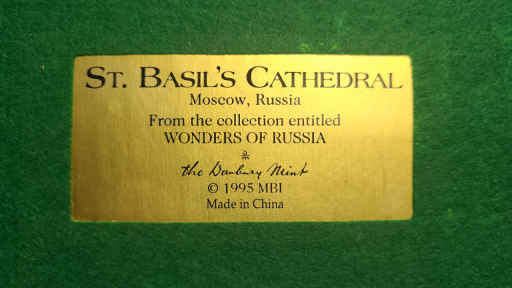 ST. BASIL'S CATHEDRAL
Moscow, Russia
From the collection entitled
WONDERS OF RUSSIA
the Danbury Mint
© 1995 MBI
Made in China